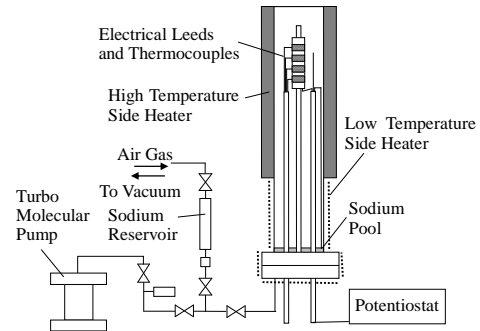 Electrical Leeds
and Thermocouples
High Temperature
Side Heater
Low Temperature
Side Heater
Air Gas
To Vacuum
Turbo
Molecular
Pump
Sodium
Reservoir
Sodium
Pool
Potentiostat